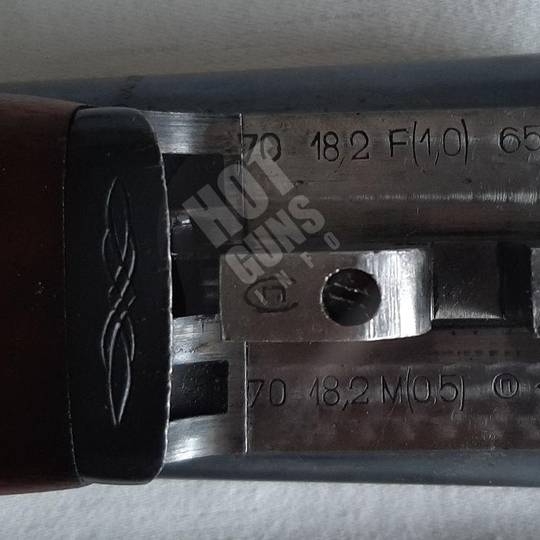 70 18,2 F(1,0) 65
HOT
GUNS
INFO
70 18,2 M(0,5) П